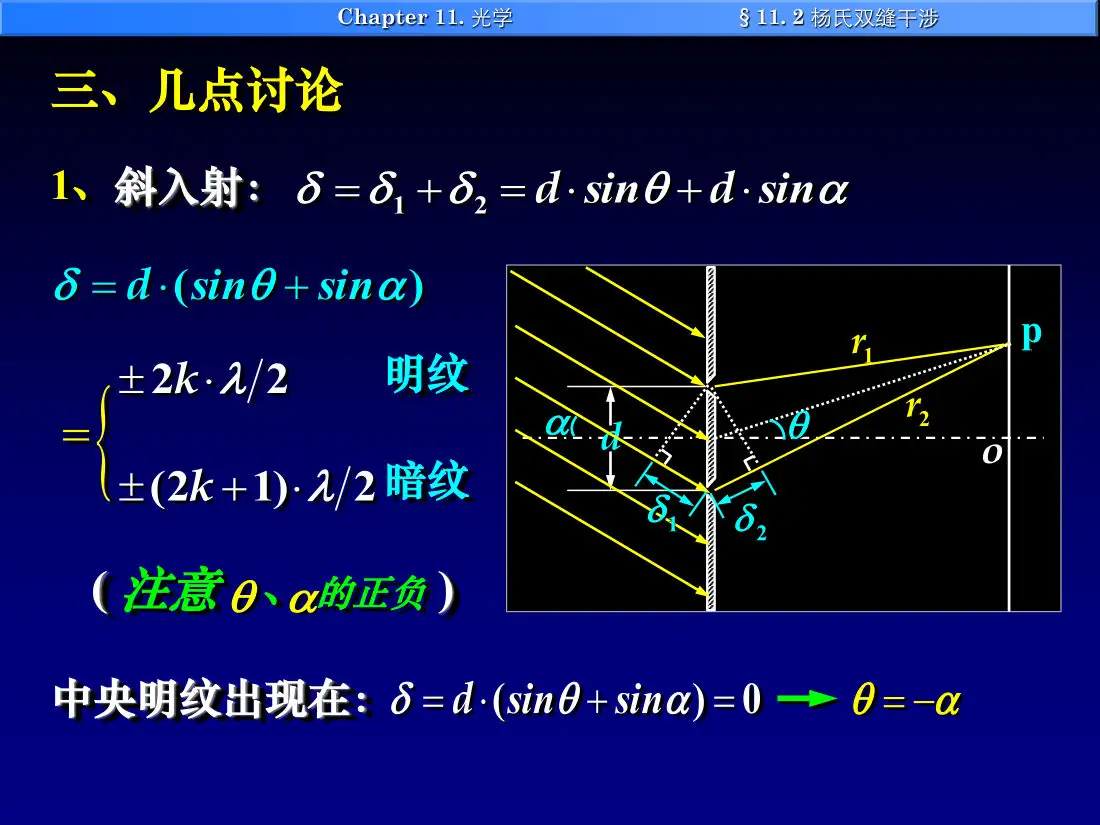 Chapter 11. 光学 §11. 2 杨氏双缝干涉
三、几点讨论
1、斜入射： δ = δ₁ + δ₂ = d · sinθ + d · sinα
δ = d · (sinθ + sinα)
± 2k · λ/2 明纹
=
± (2k + 1) · λ/2 暗纹
( 注意 θ、α的正负 )
p
r₁
r₂
α
d
θ
o
δ₁
δ₂
中央明纹出现在： δ = d · (sinθ + sinα) = 0 → θ = −α